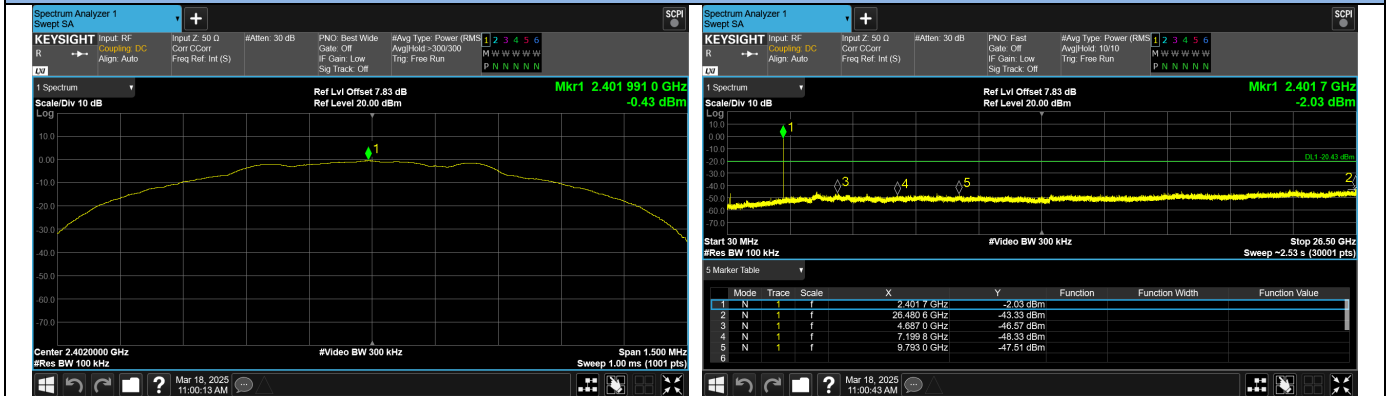 Spectrum Analyzer 1
Swept SA
+
SCPI
KEYSIGHT
R
LXI
Input: RF
Coupling: DC
Align: Auto
Input Z: 50 Ω
Corr CCorr
Freq Ref: Int (S)
#Atten: 30 dB
PNO: Best Wide
Gate: Off
IF Gain: Low
Sig Track: Off
#Avg Type: Power (RMS
Avg|Hold:>300/300
Trig: Free Run
1 2 3 4 5 6
M W W W W W
P N N N N N
1 Spectrum
Scale/Div 10 dB
Log
Ref Lvl Offset 7.83 dB
Ref Level 20.00 dBm
Mkr1 2.401 991 0 GHz
-0.43 dBm
10.0
0.00
-10.0
-20.0
-30.0
-40.0
-50.0
-60.0
-70.0
1
Center 2.4020000 GHz
#Res BW 100 kHz
#Video BW 300 kHz
Span 1.500 MHz
Sweep 1.00 ms (1001 pts)
?
Mar 18, 2025
11:00:13 AM
Spectrum Analyzer 1
Swept SA
+
SCPI
KEYSIGHT
R
LXI
Input: RF
Coupling: DC
Align: Auto
Input Z: 50 Ω
Corr CCorr
Freq Ref: Int (S)
#Atten: 30 dB
PNO: Fast
Gate: Off
IF Gain: Low
Sig Track: Off
#Avg Type: Power (RMS
Avg|Hold: 10/10
Trig: Free Run
1 2 3 4 5 6
M W W W W W
P N N N N N
1 Spectrum
Scale/Div 10 dB
Log
Ref Lvl Offset 7.83 dB
Ref Level 20.00 dBm
Mkr1 2.401 7 GHz
-2.03 dBm
10.0
0.00
-10.0
-20.0
-30.0
-40.0
-50.0
-60.0
-70.0
1
DL1 -20.43 dBm
3
4
5
2
Start 30 MHz
#Res BW 100 kHz
#Video BW 300 kHz
Stop 26.50 GHz
Sweep ~2.53 s (30001 pts)
5 Marker Table
Mode Trace Scale X Y Function Function Width Function Value
1 N 1 f 2.401 7 GHz -2.03 dBm
2 N 1 f 26.480 6 GHz -43.33 dBm
3 N 1 f 4.687 0 GHz -46.57 dBm
4 N 1 f 7.199 8 GHz -48.33 dBm
5 N 1 f 9.793 0 GHz -47.51 dBm
6
?
Mar 18, 2025
11:00:43 AM